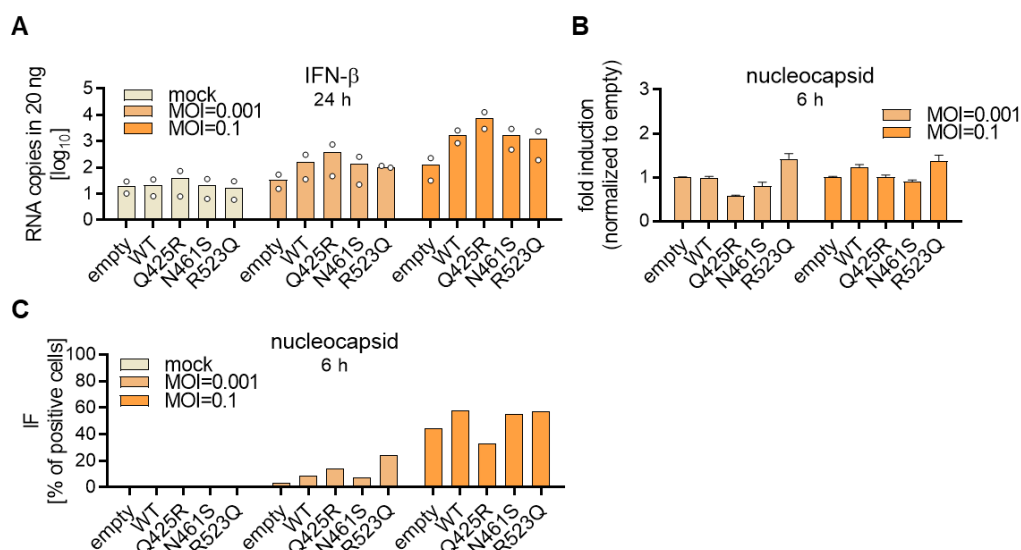 A
IFN-β
24 h
mock
MOI=0.001
MOI=0.1
RNA copies in 20 ng
[log10]
5
4
3
2
1
0
empty
WT
Q425R
N461S
R523Q
empty
WT
Q425R
N461S
R523Q
empty
WT
Q425R
N461S
R523Q
B
nucleocapsid
6 h
MOI=0.001
MOI=0.1
fold induction
(normalized to empty)
3
2
1
0
empty
WT
Q425R
N461S
R523Q
empty
WT
Q425R
N461S
R523Q
C
nucleocapsid
6 h
mock
MOI=0.001
MOI=0.1
IF
[% of positive cells]
100
80
60
40
20
0
empty
WT
Q425R
N461S
R523Q
empty
WT
Q425R
N461S
R523Q
empty
WT
Q425R
N461S
R523Q